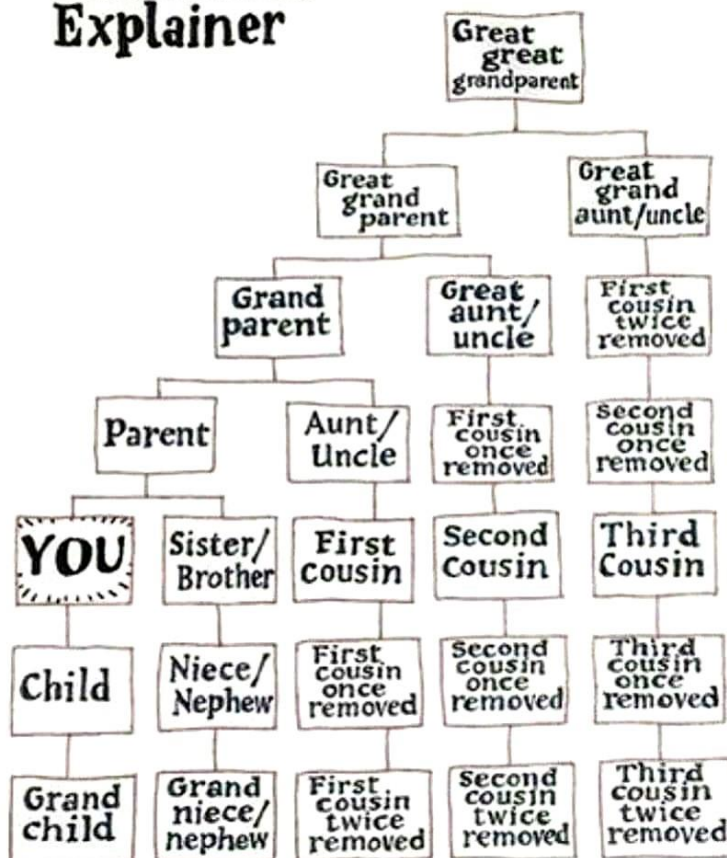 Explainer
Great
great
grandparent
Great
grand
parent
Great
grand
aunt/uncle
Grand
parent
Great
aunt/
uncle
First
cousin
twice
removed
Parent
Aunt/
Uncle
First
cousin
once
removed
Second
cousin
once
removed
YOU
Sister/
Brother
First
cousin
Second
Cousin
Third
Cousin
Child
Niece/
Nephew
First
cousin
once
removed
Second
cousin
once
removed
Third
cousin
once
removed
Grand
child
Grand
niece/
nephew
First
cousin
twice
removed
Second
cousin
twice
removed
Third
cousin
twice
removed